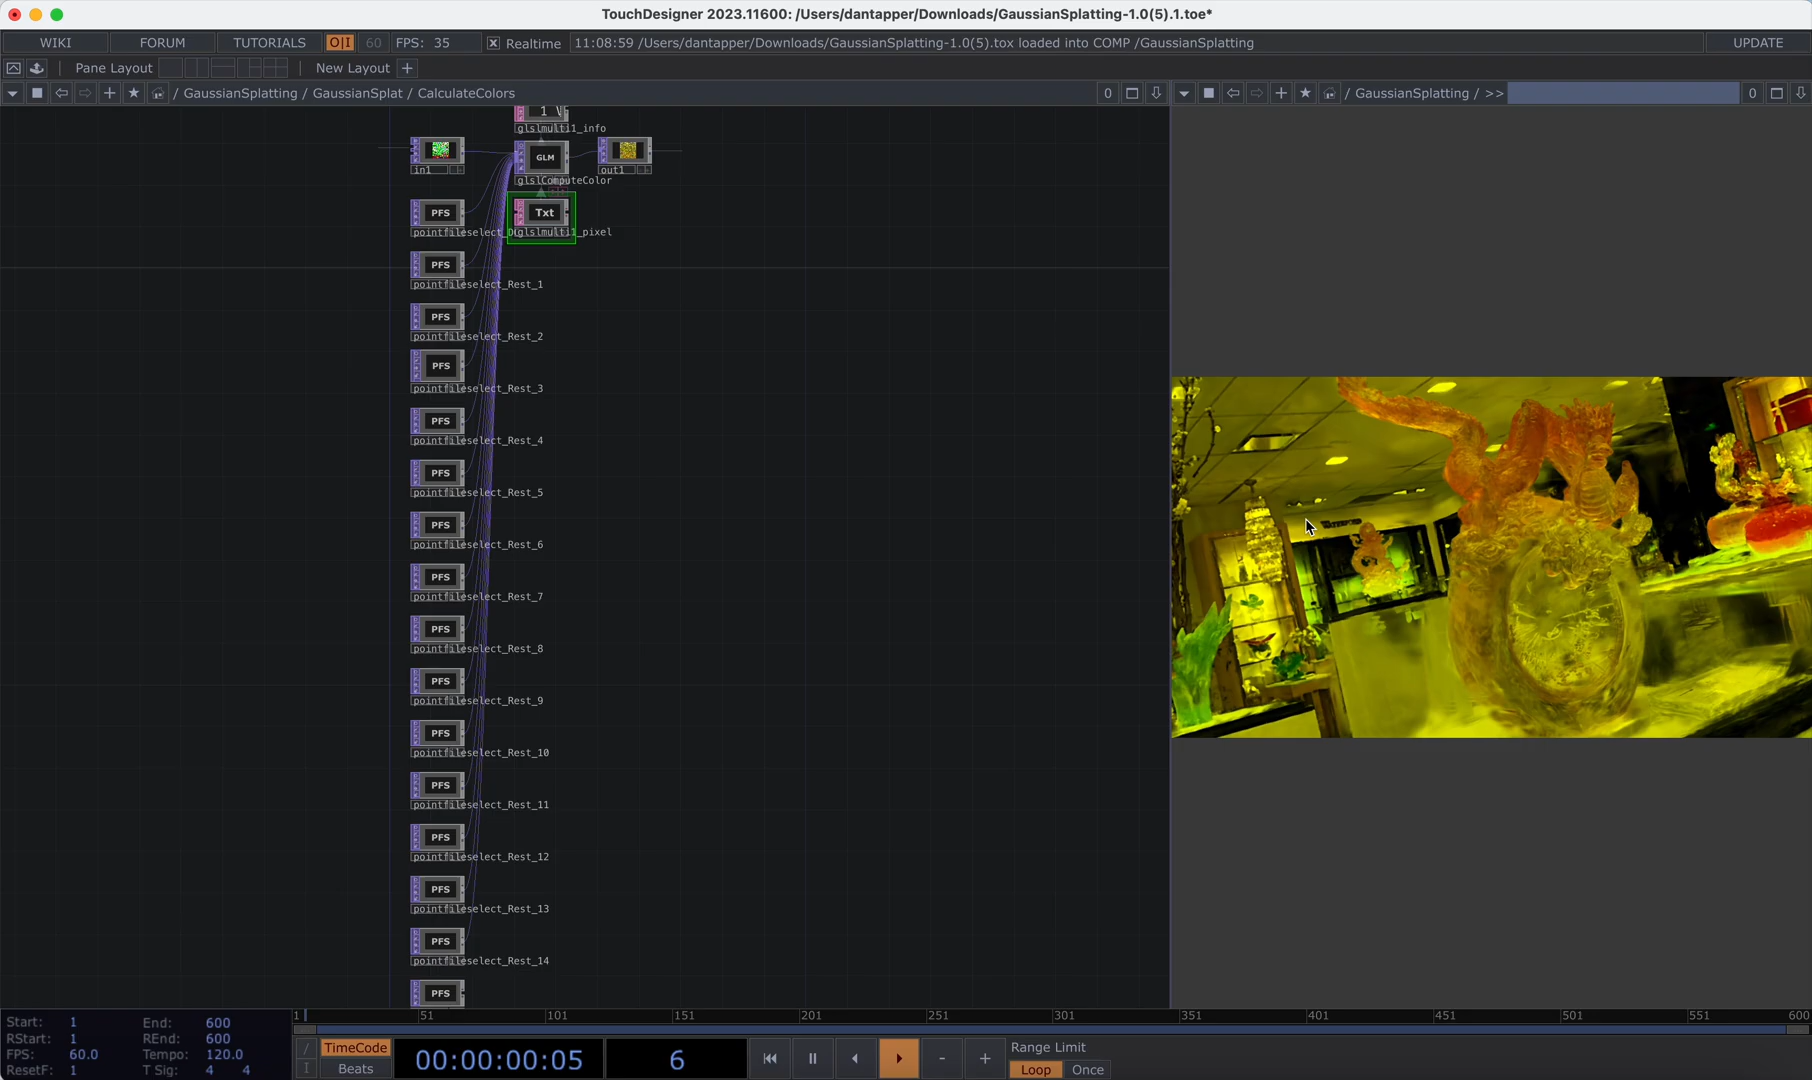 TouchDesigner 2023.11600: /Users/dantapper/Downloads/GaussianSplatting-1.0(5).1.toe*
WIKI FORUM TUTORIALS O|I 60 FPS: 35 Realtime 11:08:59 /Users/dantapper/Downloads/GaussianSplatting-1.0(5).tox loaded into COMP /GaussianSplatting UPDATE
Pane Layout New Layout +
/ GaussianSplatting / GaussianSplat / CalculateColors 0
/ GaussianSplatting / >> 0
glslmulti1_info
GLM
in1
out1
glslComputeColor
PFS
Txt
glslmulti1_pixel
PFS
pointfileselect_Rest_1
PFS
pointfileselect_Rest_2
PFS
pointfileselect_Rest_3
PFS
pointfileselect_Rest_4
PFS
pointfileselect_Rest_5
PFS
pointfileselect_Rest_6
PFS
pointfileselect_Rest_7
PFS
pointfileselect_Rest_8
PFS
pointfileselect_Rest_9
PFS
pointfileselect_Rest_10
PFS
pointfileselect_Rest_11
PFS
pointfileselect_Rest_12
PFS
pointfileselect_Rest_13
PFS
pointfileselect_Rest_14
PFS
1 51 101 151 201 251 301 351 401 451 501 551 600
Start: 1 End: 600
RStart: 1 REnd: 600
FPS: 60.0 Tempo: 120.0
ResetF: 1 T Sig: 4 4
TimeCode
Beats
00:00:00:05
6
Range Limit
Loop Once